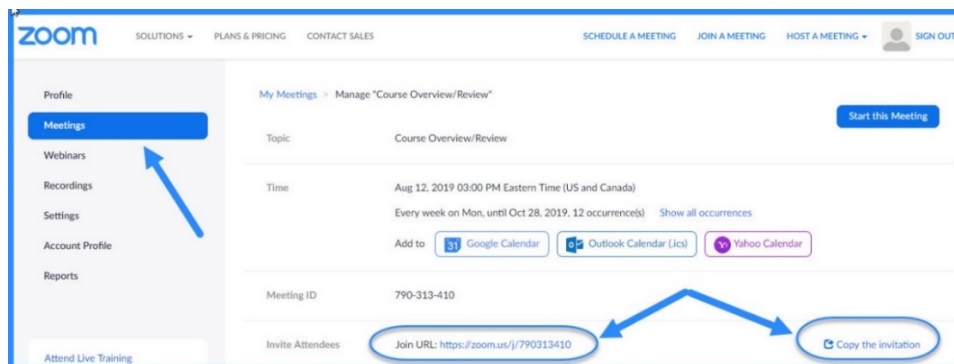 zoom SOLUTIONS PLANS & PRICING CONTACT SALES SCHEDULE A MEETING JOIN A MEETING HOST A MEETING SIGN OUT
Profile
Meetings
Webinars
Recordings
Settings
Account Profile
Reports
Attend Live Training
My Meetings > Manage "Course Overview/Review"
Start this Meeting
Topic Course Overview/Review
Time Aug 12, 2019 03:00 PM Eastern Time (US and Canada)
Every week on Mon, until Oct 28, 2019, 12 occurrence(s) Show all occurrences
Add to 31 Google Calendar Outlook Calendar (.ics) Yahoo Calendar
Meeting ID 790-313-410
Invite Attendees Join URL: https://zoom.us/j/790313410 Copy the invitation